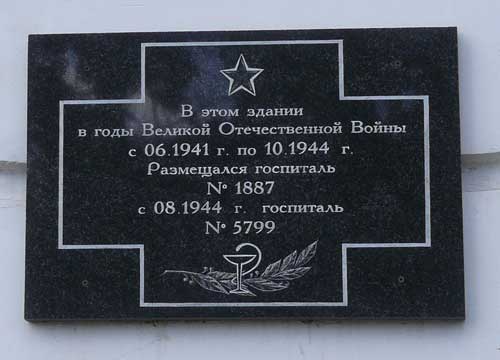 В этом здании
в годы Великой Отечественной Войны
с 06.1941 г. по 10.1944 г.
Размещался госпиталь
№ 1887
с 08.1944 г. госпиталь
№ 5799